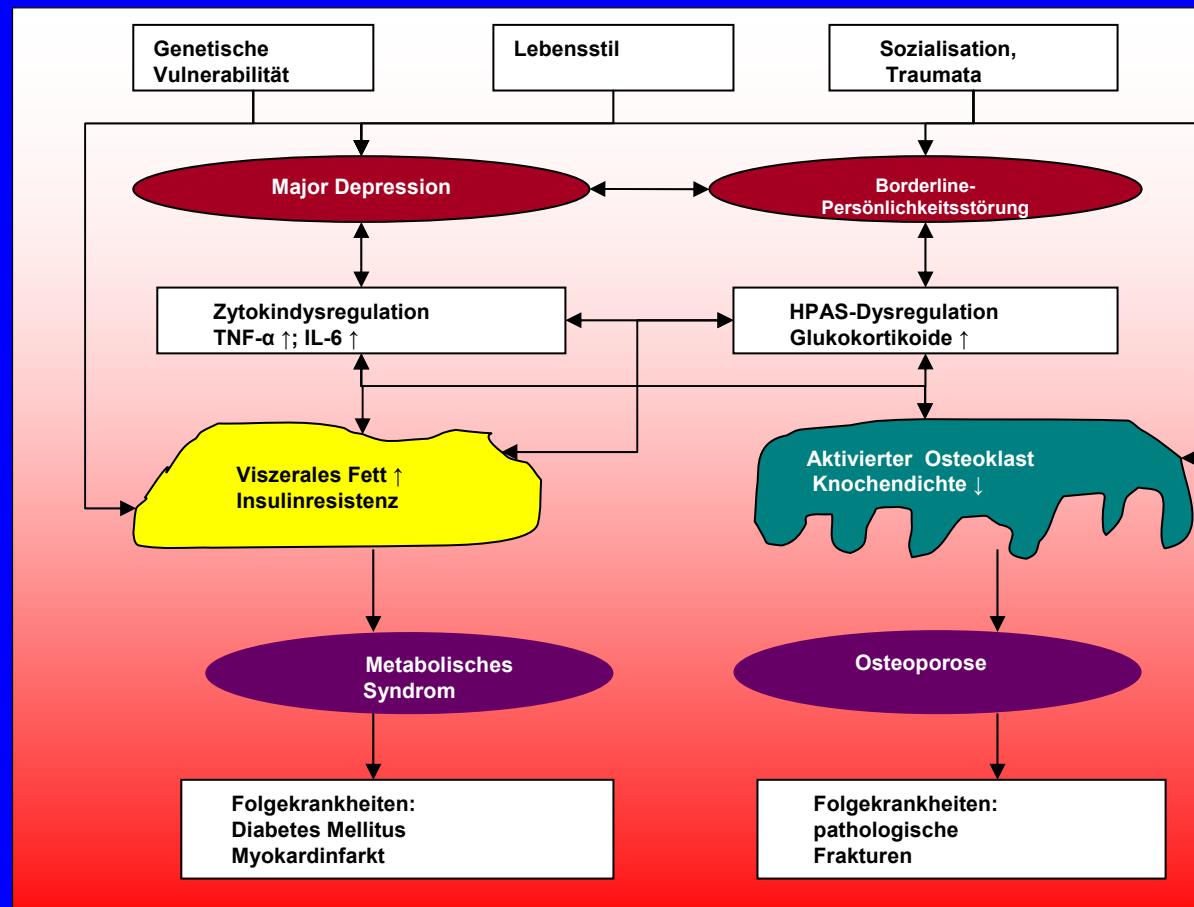 Genetische
Vulnerabilität
Lebensstil
Sozialisation,
Traumata
Major Depression
Borderline-
Persönlichkeitsstörung
Zytokindysregulation
TNF-α ↑; IL-6 ↑
HPAS-Dysregulation
Glukokortikoide ↑
Viszerales Fett ↑
Insulinresistenz
Aktivierter Osteoklast
Knochendichte ↓
Metabolisches
Syndrom
Osteoporose
Folgekrankheiten:
Diabetes Mellitus
Myokardinfarkt
Folgekrankheiten:
pathologische
Frakturen